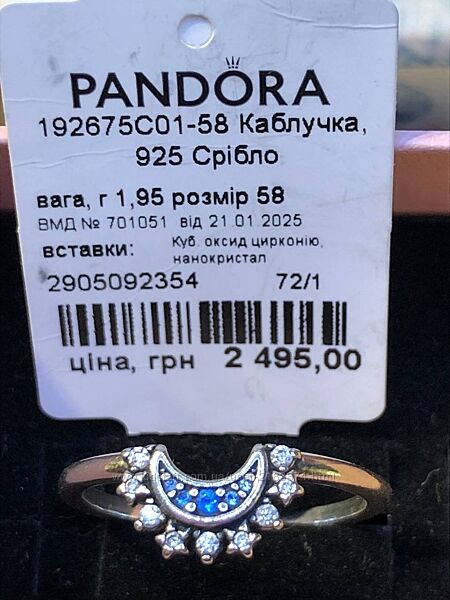 PANDORA
192675C01-58 Каблучка,
925 Срібло
вага, г 1,95 розмір 58
ВМД № 701051 від 21.01.2025
вставки: Куб. оксид цирконію,
нанокристал
2905092354 72/1
ціна, грн 2 495,00